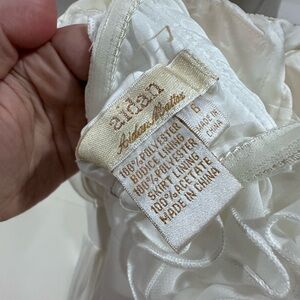 aidan
Aidan Mattox
8
MADE IN
CHINA
100% POLYESTER
BODICE LINING
100% POLYESTER
SKIRT LINING
100% ACETATE
MADE IN CHINA